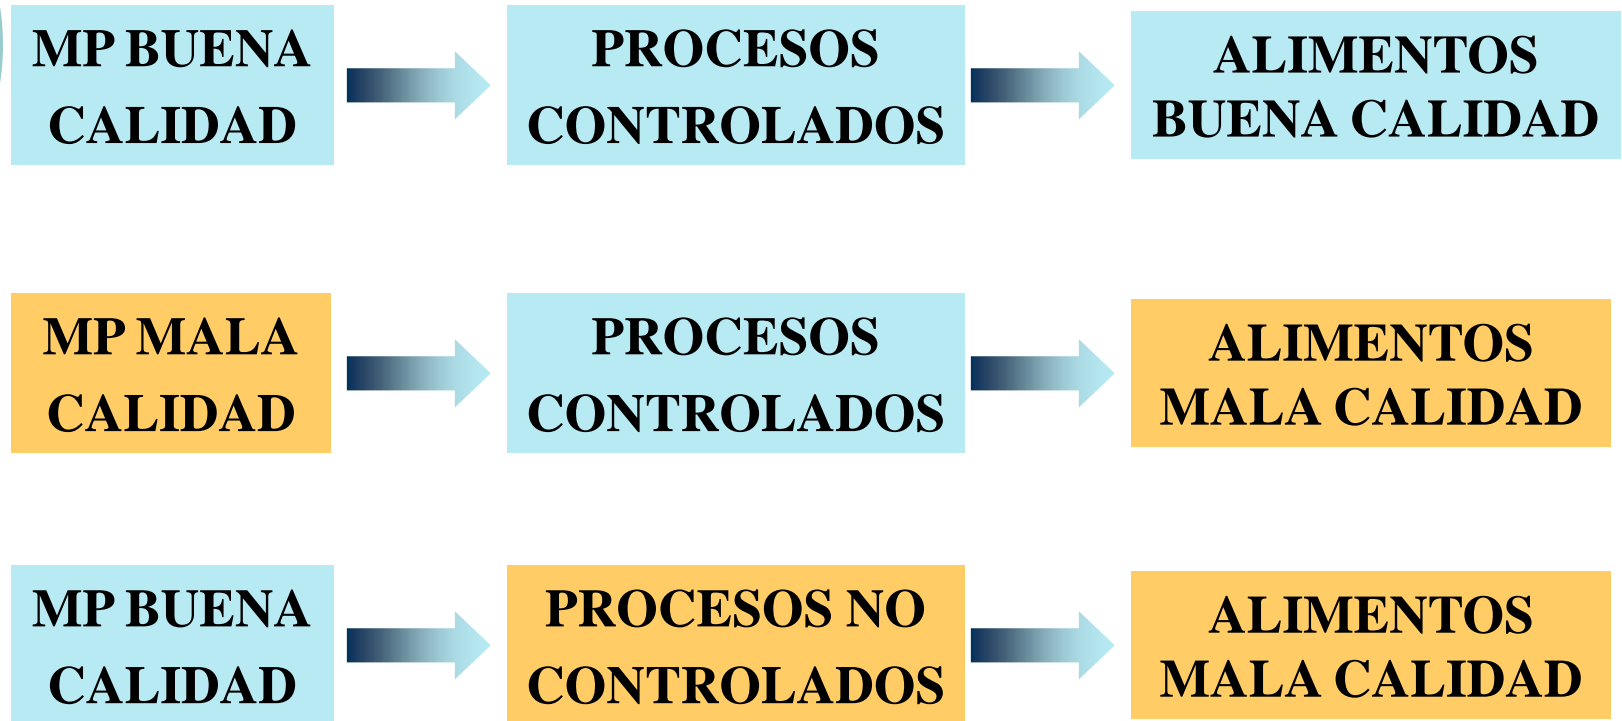 MP BUENA
CALIDAD
PROCESOS
CONTROLADOS
ALIMENTOS
BUENA CALIDAD
MP MALA
CALIDAD
PROCESOS
CONTROLADOS
ALIMENTOS
MALA CALIDAD
MP BUENA
CALIDAD
PROCESOS NO
CONTROLADOS
ALIMENTOS
MALA CALIDAD